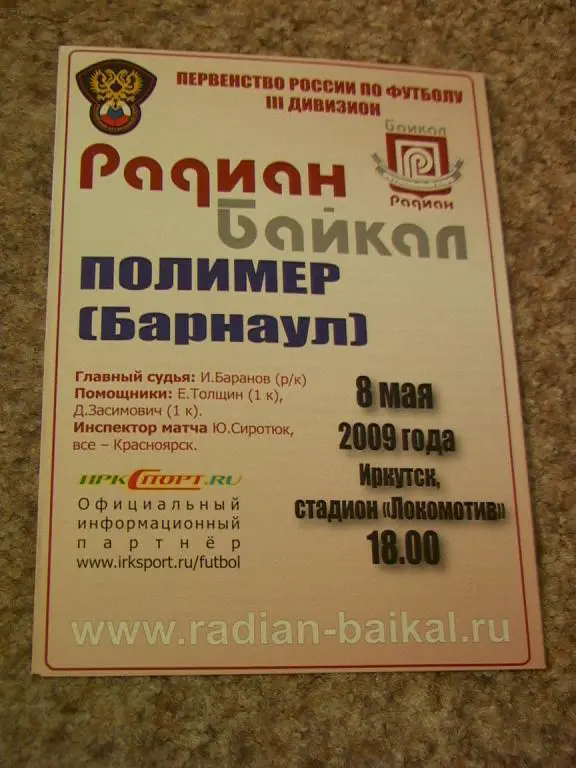 ПЕРВЕНСТВО РОССИИ ПО ФУТБОЛУ
III ДИВИЗИОН
Байкал
Радиан
Радиан
Байкал
ПОЛИМЕР
(Барнаул)
Главный судья: И.Баранов (р/к)
Помощники: Е.Толщин (1 к),
Д.Засимович (1 к).
Инспектор матча Ю.Сиротюк,
все – Красноярск.
8 мая
2009 года
Иркутск,
стадион «Локомотив»
18.00
ИРКСПОРТ.RU
Официальный
информационный
партнёр
www.irksport.ru/futbol
www.radian-baikal.ru